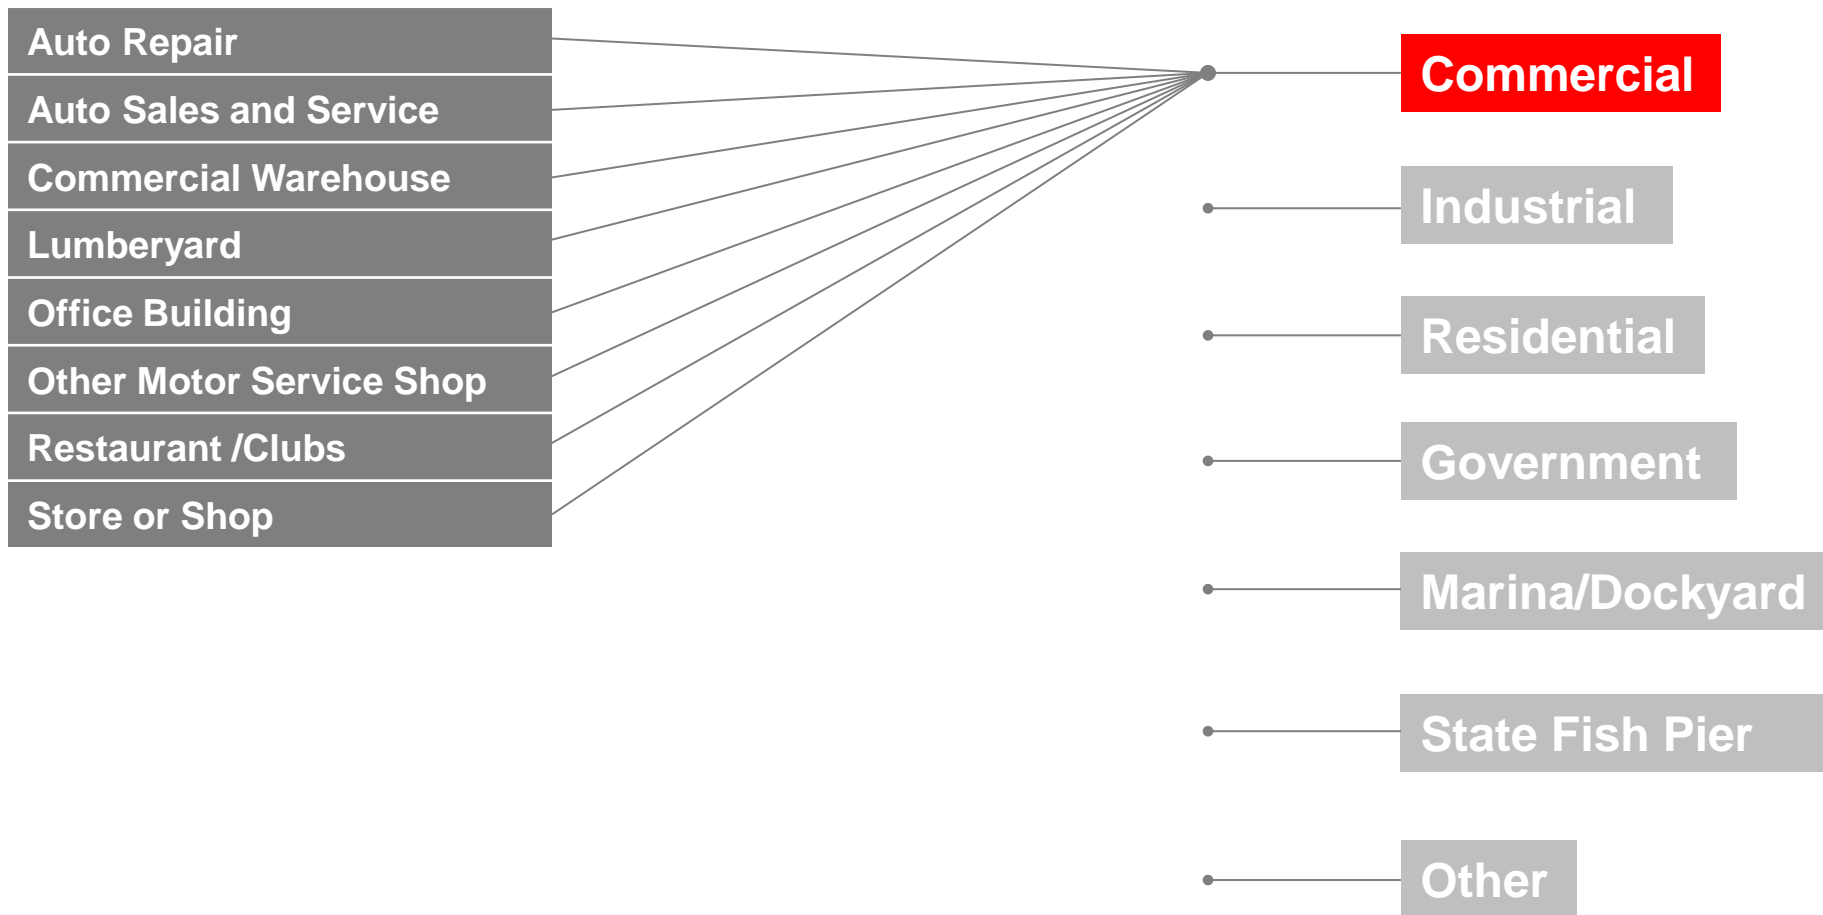 Auto Repair
Auto Sales and Service
Commercial Warehouse
Lumberyard
Office Building
Other Motor Service Shop
Restaurant /Clubs
Store or Shop
Commercial
Industrial
Residential
Government
Marina/Dockyard
State Fish Pier
Other